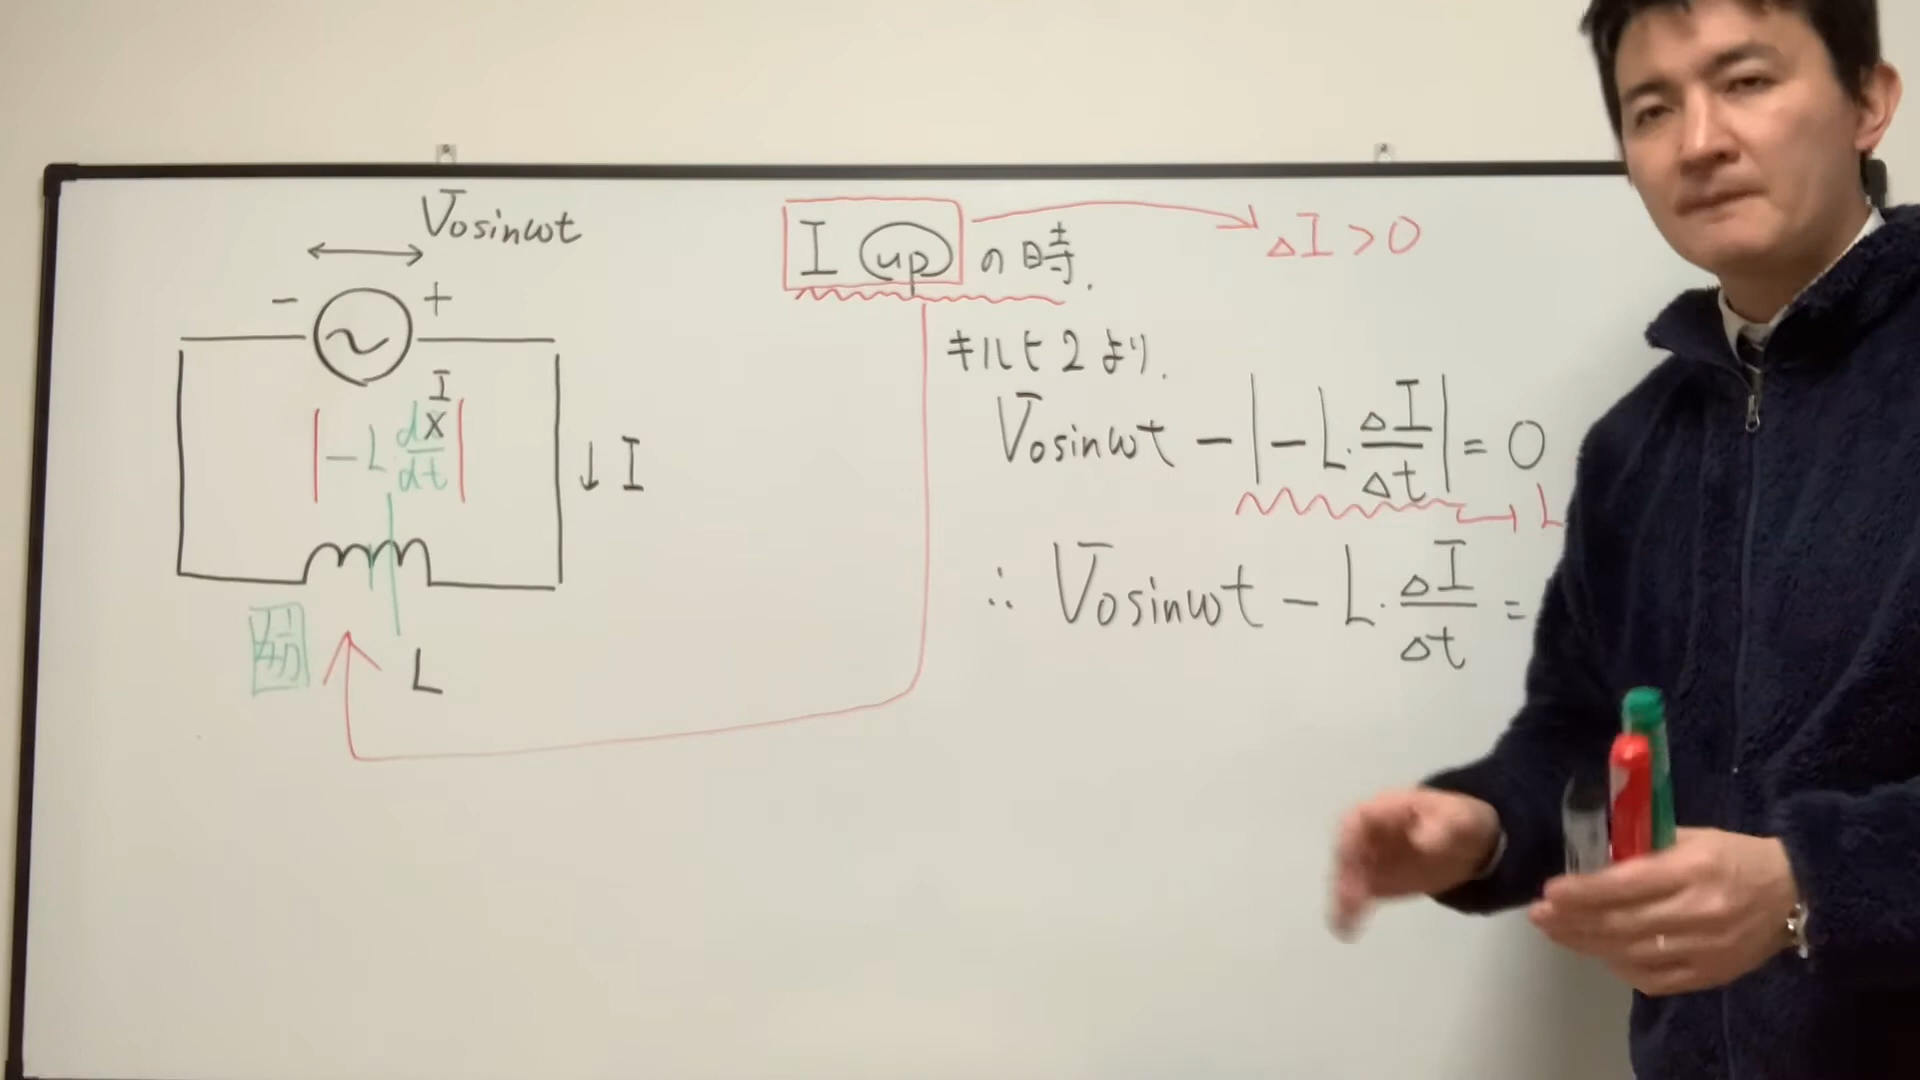 V₀sinωt
− +
I
|−L dx/dt|
↓ I
L
I up の時.
ΔI > 0
キルヒ2より.
V₀sinωt − |−L·ΔI/Δt| = 0
L
∴ V₀sinωt − L·ΔI/Δt =